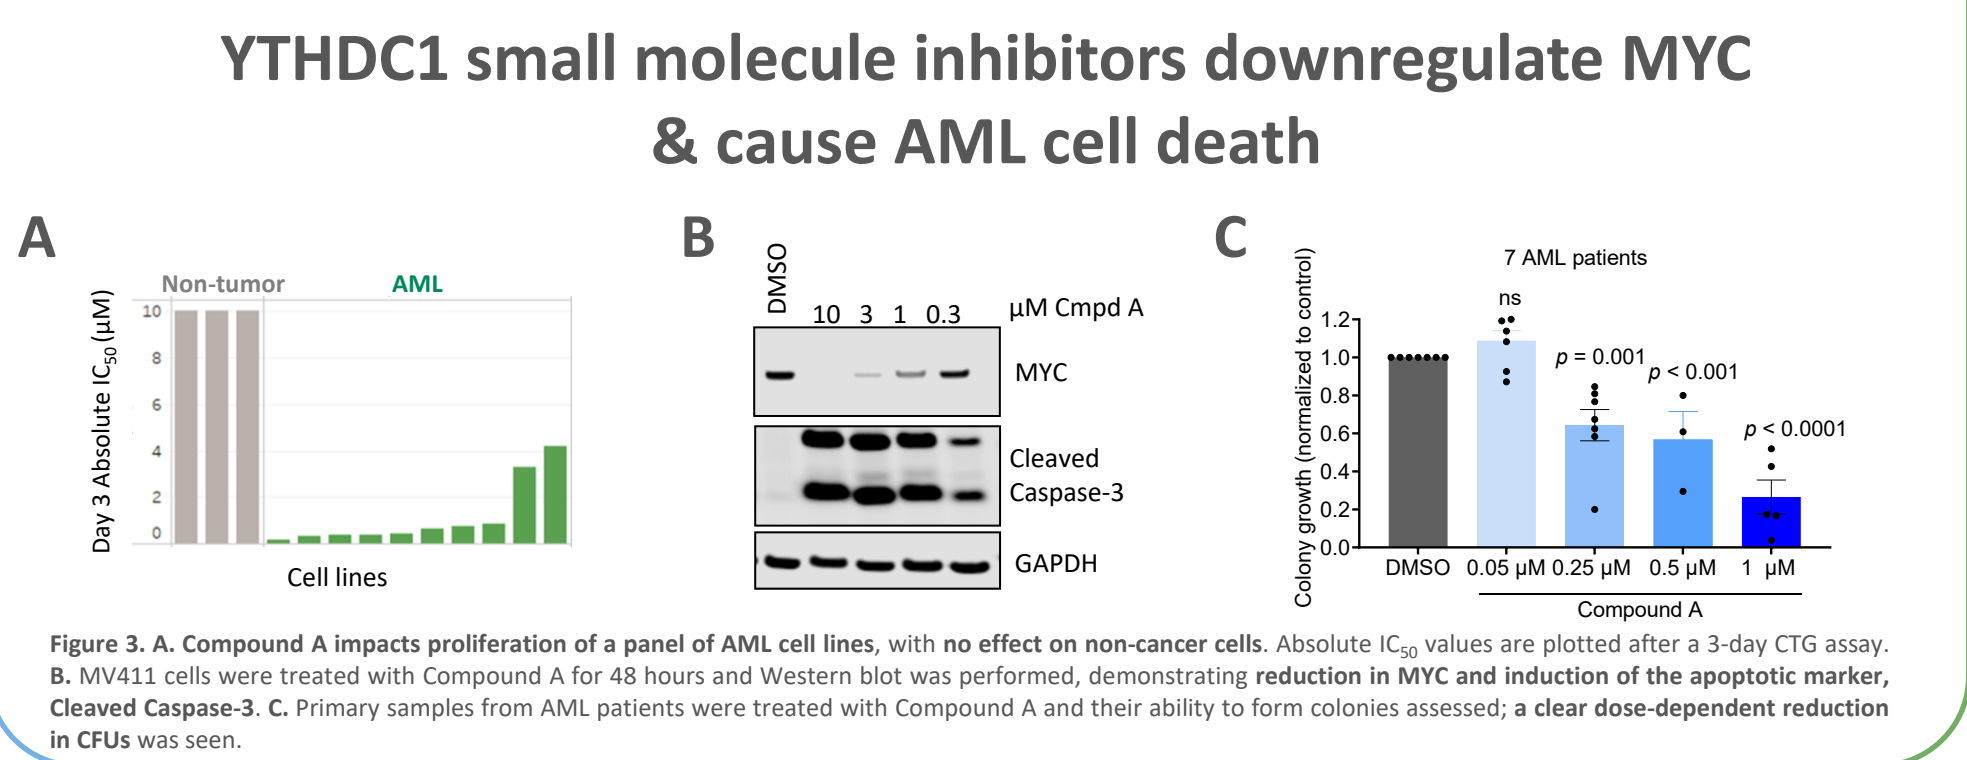 YTHDC1 small molecule inhibitors downregulate MYC
& cause AML cell death
A
Non-tumor
AML
Day 3 Absolute IC50 (µM)
10
8
6
4
2
0
Cell lines
B
DMSO
10 3 1 0.3
µM Cmpd A
MYC
Cleaved
Caspase-3
GAPDH
C
7 AML patients
Colony growth (normalized to control)
1.2
1.0
0.8
0.6
0.4
0.2
0.0
ns
p = 0.001
p < 0.001
p < 0.0001
DMSO 0.05 µM 0.25 µM 0.5 µM 1 µM
Compound A
Figure 3. A. Compound A impacts proliferation of a panel of AML cell lines, with no effect on non-cancer cells. Absolute IC50 values are plotted after a 3-day CTG assay.
B. MV411 cells were treated with Compound A for 48 hours and Western blot was performed, demonstrating reduction in MYC and induction of the apoptotic marker,
Cleaved Caspase-3. C. Primary samples from AML patients were treated with Compound A and their ability to form colonies assessed; a clear dose-dependent reduction
in CFUs was seen.